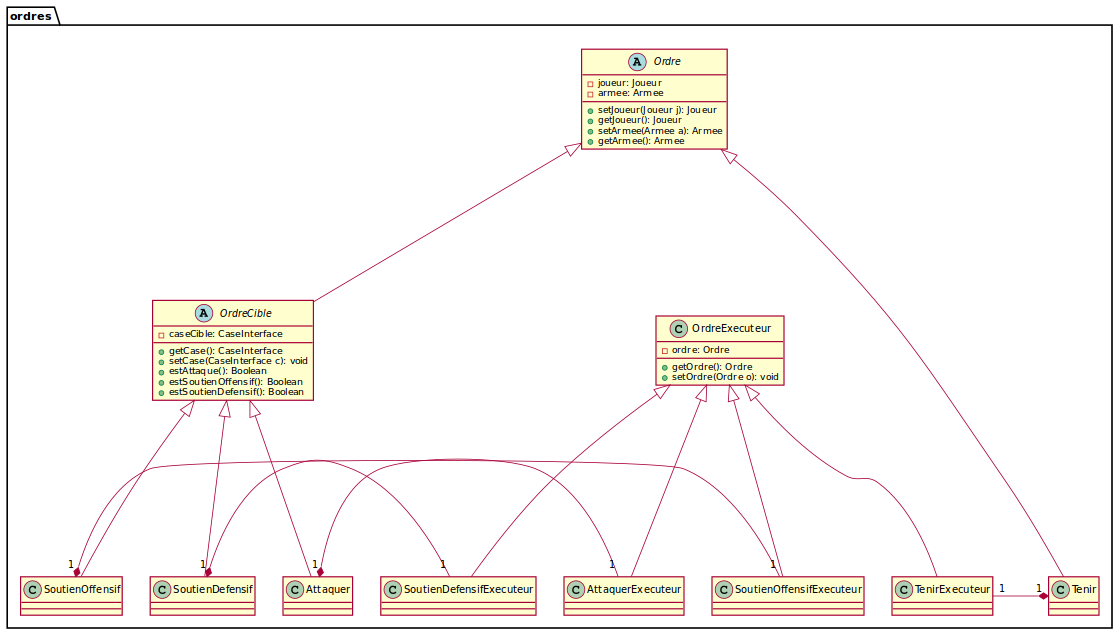 ordres
A Ordre
joueur: Joueur
armee: Armee
setJoueur(Joueur j): Joueur
getJoueur(): Joueur
setArmee(Armee a): Armee
getArmee(): Armee
A OrdreCible
caseCible: CaseInterface
getCase(): CaseInterface
setCase(CaseInterface c): void
estAttaque(): Boolean
estSoutienOffensif(): Boolean
estSoutienDefensif(): Boolean
C OrdreExecuteur
ordre: Ordre
getOrdre(): Ordre
setOrdre(Ordre o): void
1 1 1 1 1 1
C SoutienOffensif
C SoutienDefensif
C Attaquer
C SoutienDefensifExecuteur
C AttaquerExecuteur
C SoutienOffensifExecuteur
C TenirExecuteur
1 1
C Tenir